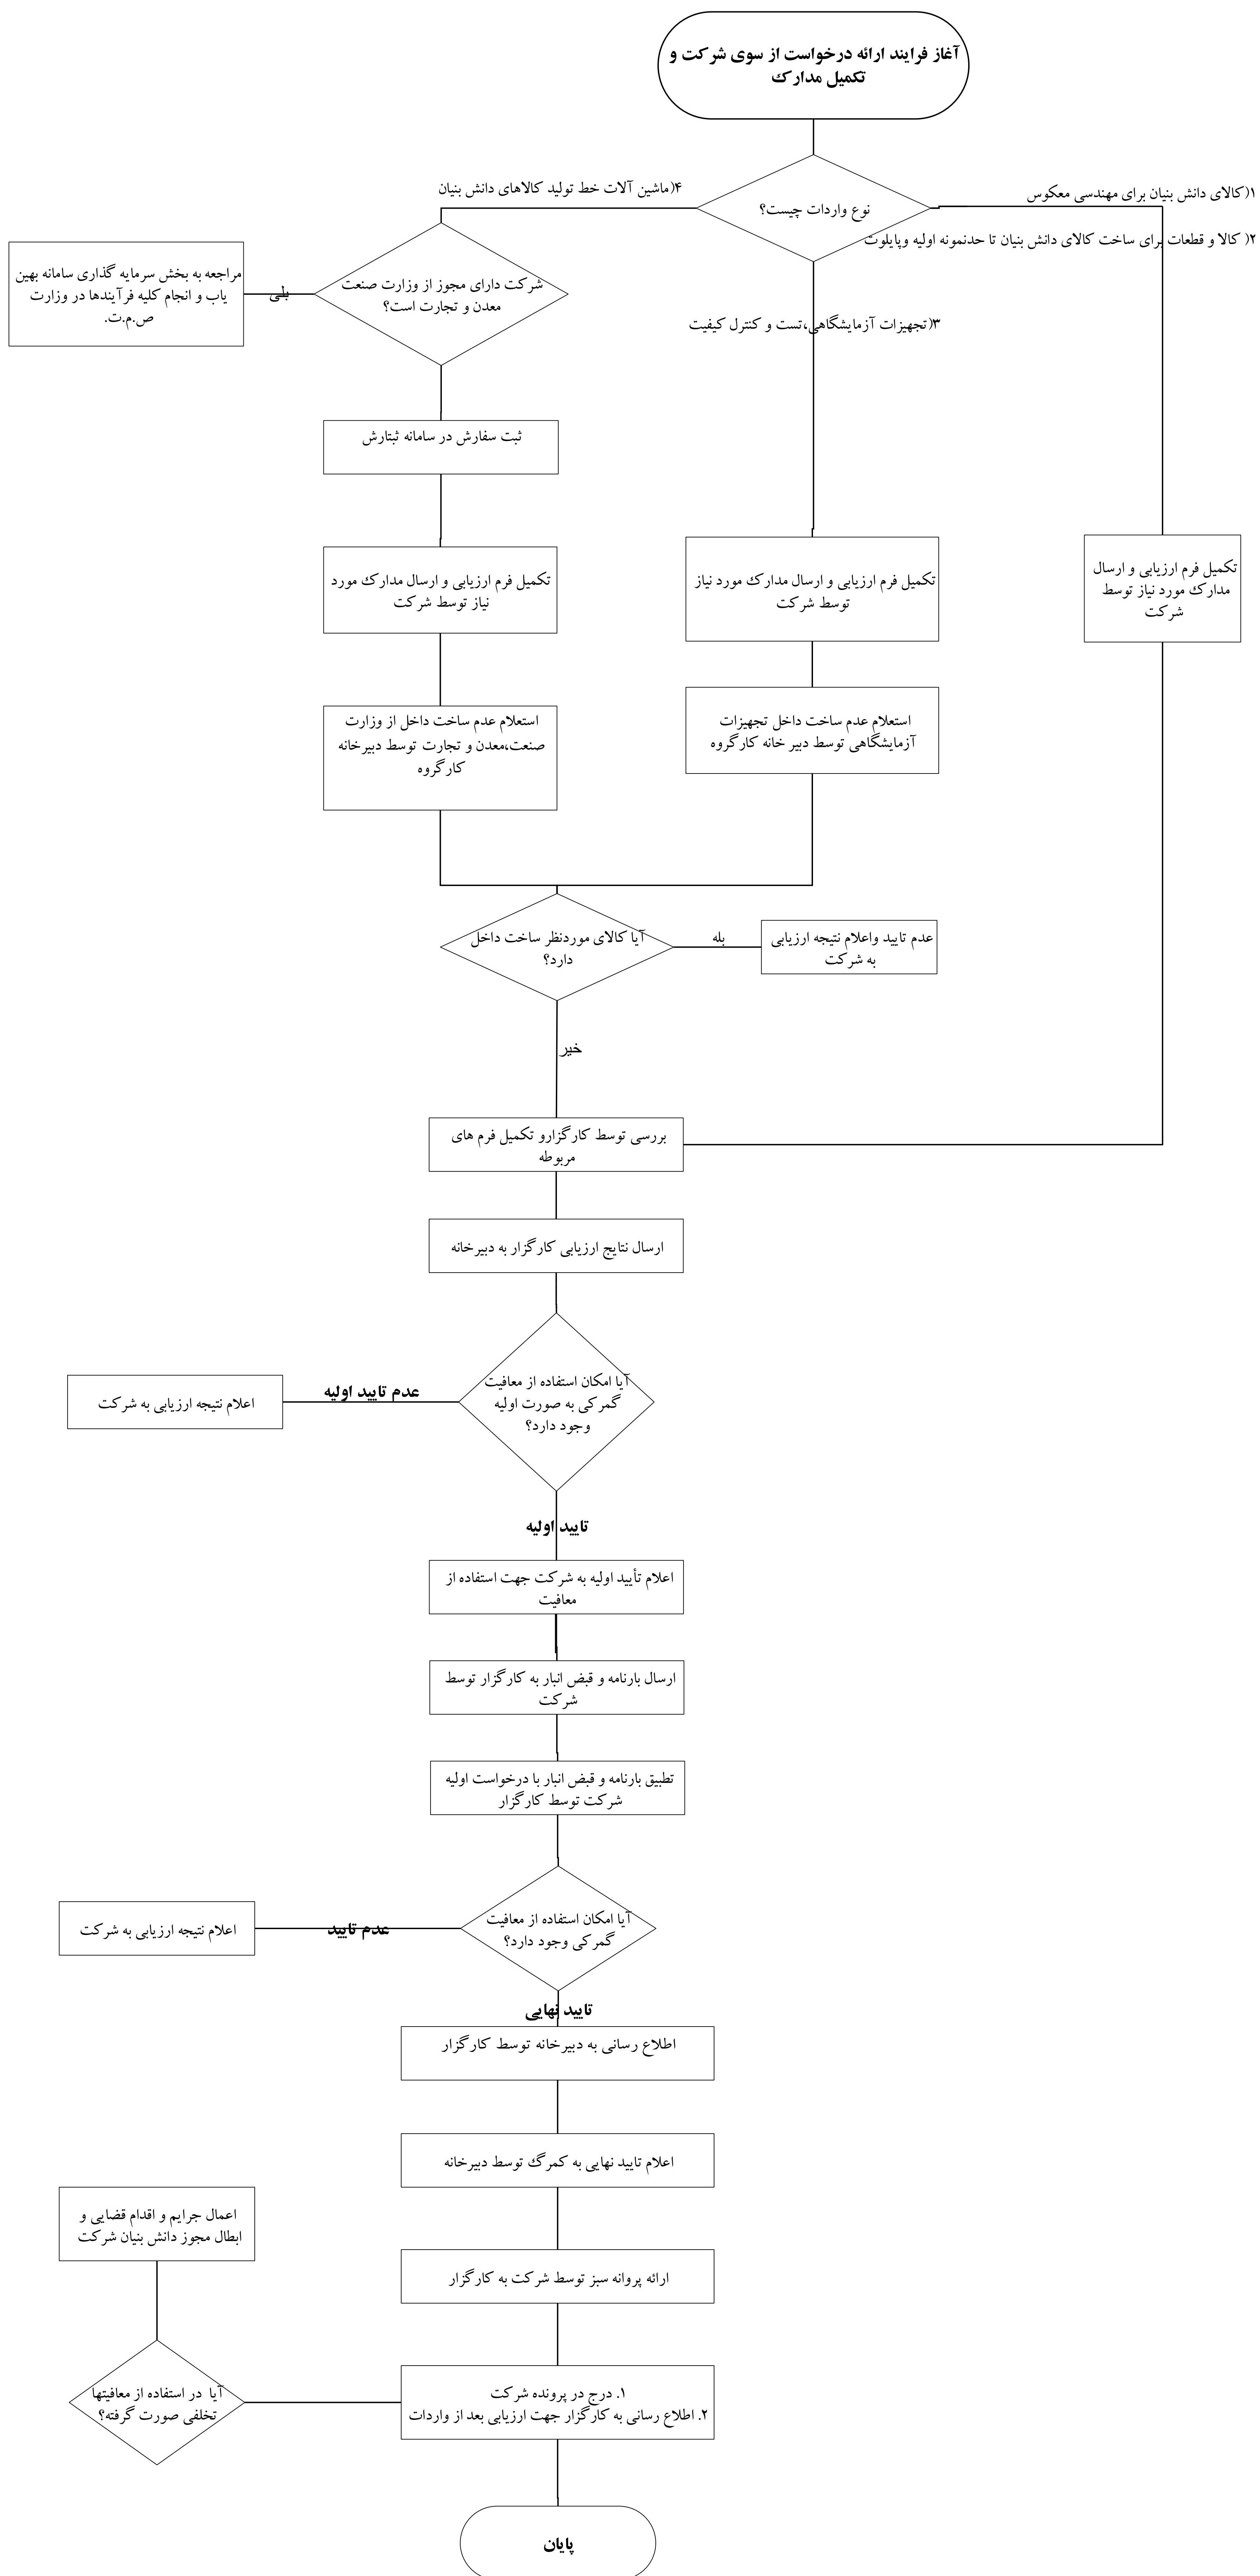 آغاز فرایند ارائه درخواست از سوی شرکت و
تکمیل مدارک
نوع واردات چیست؟
۱(کالای دانش بنیان برای مهندسی معکوس
۲( کالا و قطعات برای ساخت کالای دانش بنیان تا حدنمونه اولیه وپایلوت
۳(تجهیزات آزمایشگاهی،تست و کنترل کیفیت
۴(ماشین آلات خط تولید کالاهای دانش بنیان
شرکت دارای مجوز از وزارت صنعت
معدن و تجارت است؟
بلی
مراجعه به بخش سرمایه گذاری سامانه بهین
یاب و انجام کلیه فرآیندها در وزارت
ص.م.ت.
ثبت سفارش در سامانه ثبتارش
تکمیل فرم ارزیابی و ارسال مدارک مورد
نیاز توسط شرکت
تکمیل فرم ارزیابی و ارسال مدارک مورد نیاز
توسط شرکت
تکمیل فرم ارزیابی و ارسال
مدارک مورد نیاز توسط
شرکت
استعلام عدم ساخت داخل از وزارت
صنعت،معدن و تجارت توسط دبیرخانه
کارگروه
استعلام عدم ساخت داخل تجهیزات
آزمایشگاهی توسط دبیر خانه کارگروه
آیا کالای موردنظر ساخت داخل
دارد؟
بله
عدم تایید واعلام نتیجه ارزیابی
به شرکت
خیر
بررسی توسط کارگزارو تکمیل فرم های
مربوطه
ارسال نتایج ارزیابی کارگزار به دبیرخانه
آیا امکان استفاده از معافیت
گمرکی به صورت اولیه
وجود دارد؟
عدم تایید اولیه
اعلام نتیجه ارزیابی به شرکت
تایید اولیه
اعلام تأیید اولیه به شرکت جهت استفاده از
معافیت
ارسال بارنامه و قبض انبار به کارگزار توسط
شرکت
تطبیق بارنامه و قبض انبار با درخواست اولیه
شرکت توسط کارگزار
آیا امکان استفاده از معافیت
گمرکی وجود دارد؟
عدم تایید
اعلام نتیجه ارزیابی به شرکت
تایید نهایی
اطلاع رسانی به دبیرخانه توسط کارگزار
اعلام تایید نهایی به کمرگ توسط دبیرخانه
اعمال جرایم و اقدام قضایی و
ابطال مجوز دانش بنیان شرکت
ارائه پروانه سبز توسط شرکت به کارگزار
۱. درج در پرونده شرکت
۲. اطلاع رسانی به کارگزار جهت ارزیابی بعد از واردات
آیا در استفاده از معافیتها
تخلفی صورت گرفته؟
پایان